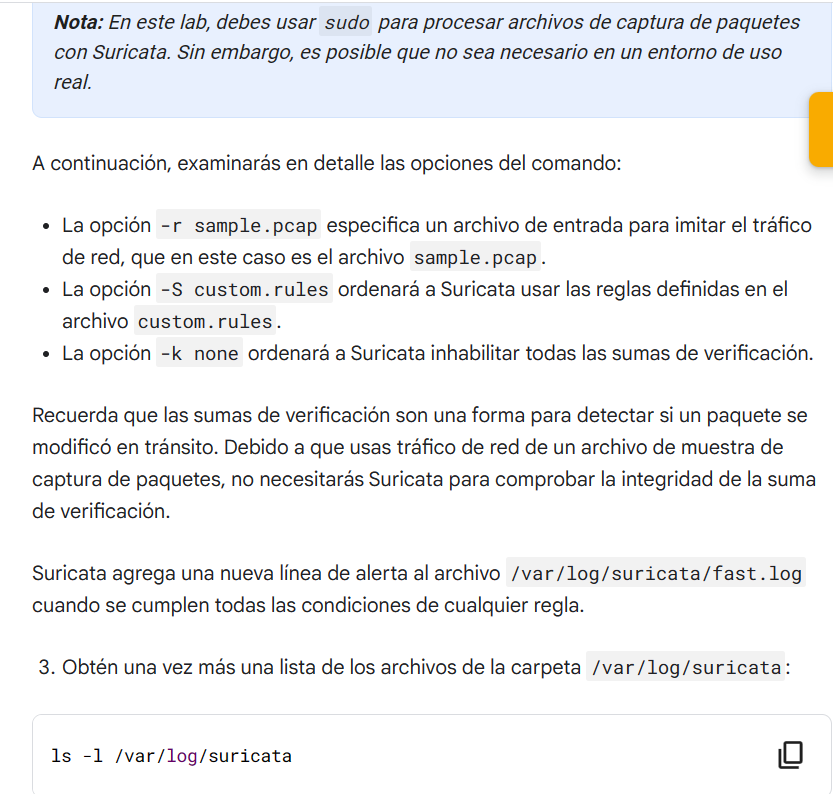 Nota: En este lab, debes usar sudo para procesar archivos de captura de paquetes
con Suricata. Sin embargo, es posible que no sea necesario en un entorno de uso
real.
A continuación, examinarás en detalle las opciones del comando:
• La opción -r sample.pcap especifica un archivo de entrada para imitar el tráfico
de red, que en este caso es el archivo sample.pcap.
• La opción -S custom.rules ordenará a Suricata usar las reglas definidas en el
archivo custom.rules.
• La opción -k none ordenará a Suricata inhabilitar todas las sumas de verificación.
Recuerda que las sumas de verificación son una forma para detectar si un paquete se
modificó en tránsito. Debido a que usas tráfico de red de un archivo de muestra de
captura de paquetes, no necesitarás Suricata para comprobar la integridad de la suma
de verificación.
Suricata agrega una nueva línea de alerta al archivo /var/log/suricata/fast.log
cuando se cumplen todas las condiciones de cualquier regla.
3. Obtén una vez más una lista de los archivos de la carpeta /var/log/suricata:
ls -l /var/log/suricata